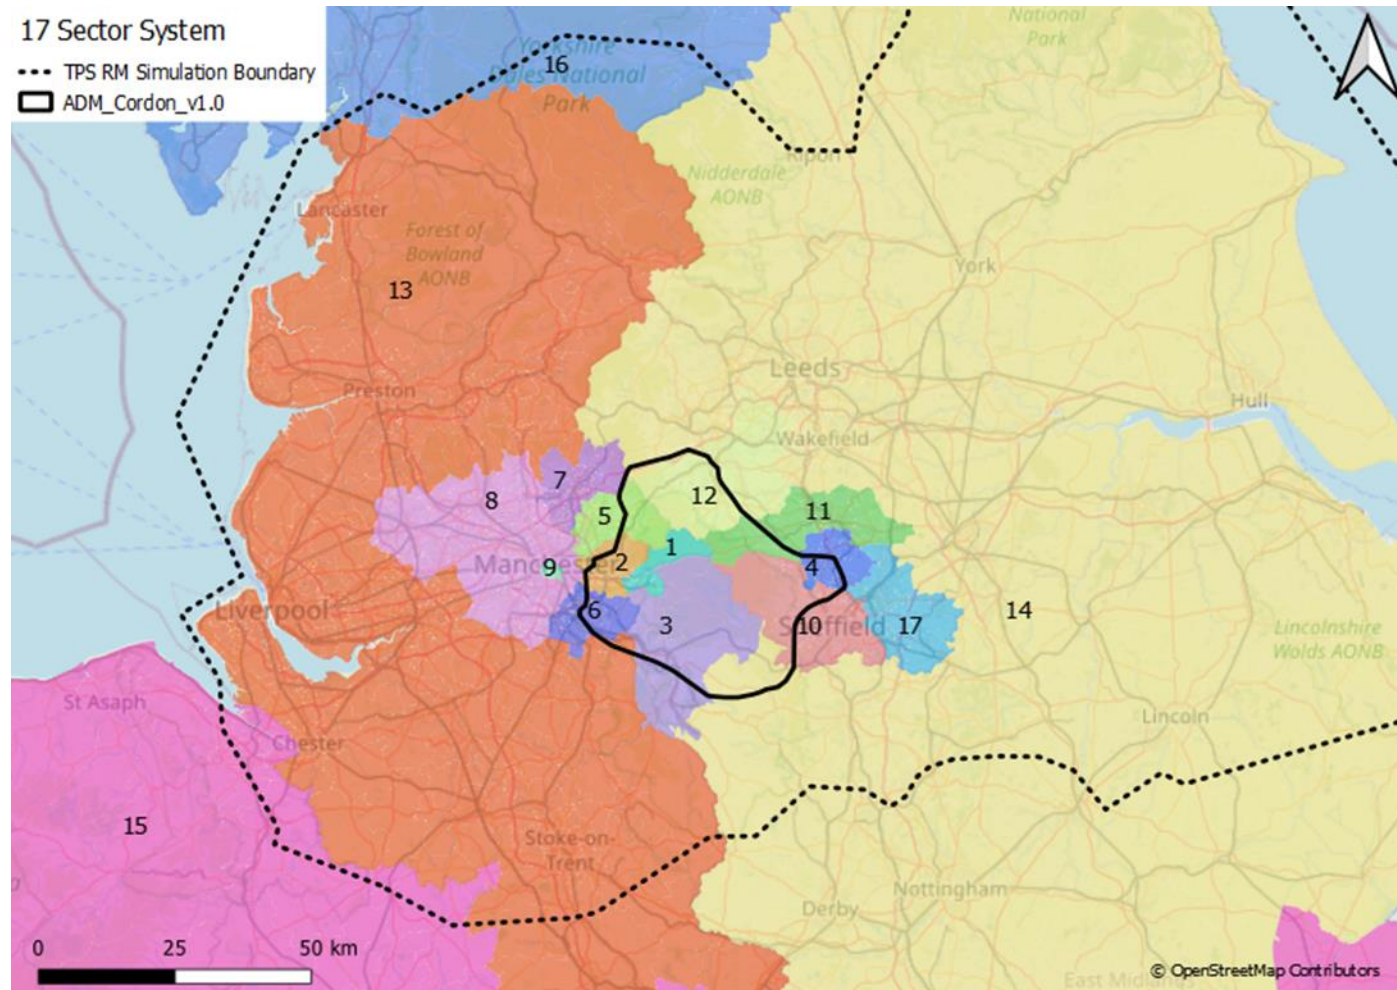 17 Sector System
TPS RM Simulation Boundary
ADM_Cordon_v1.0
National
Park
Yorkshire
Dales National
Park
16
Ripon
Nidderdale
AONB
Lancaster
Forest of
Bowland
AONB
13
York
Leeds
Preston
Hull
Wakefield
7
8
12
5
11
1
2
4
9
Manchester
6
3
10
Sheffield
17
14
Liverpool
Lincolnshire
Wolds AONB
St Asaph
Lincoln
Chester
15
Stoke-on-
Trent
Nottingham
Derby
0 25 50 km
East Midlands
© OpenStreetMap Contributors